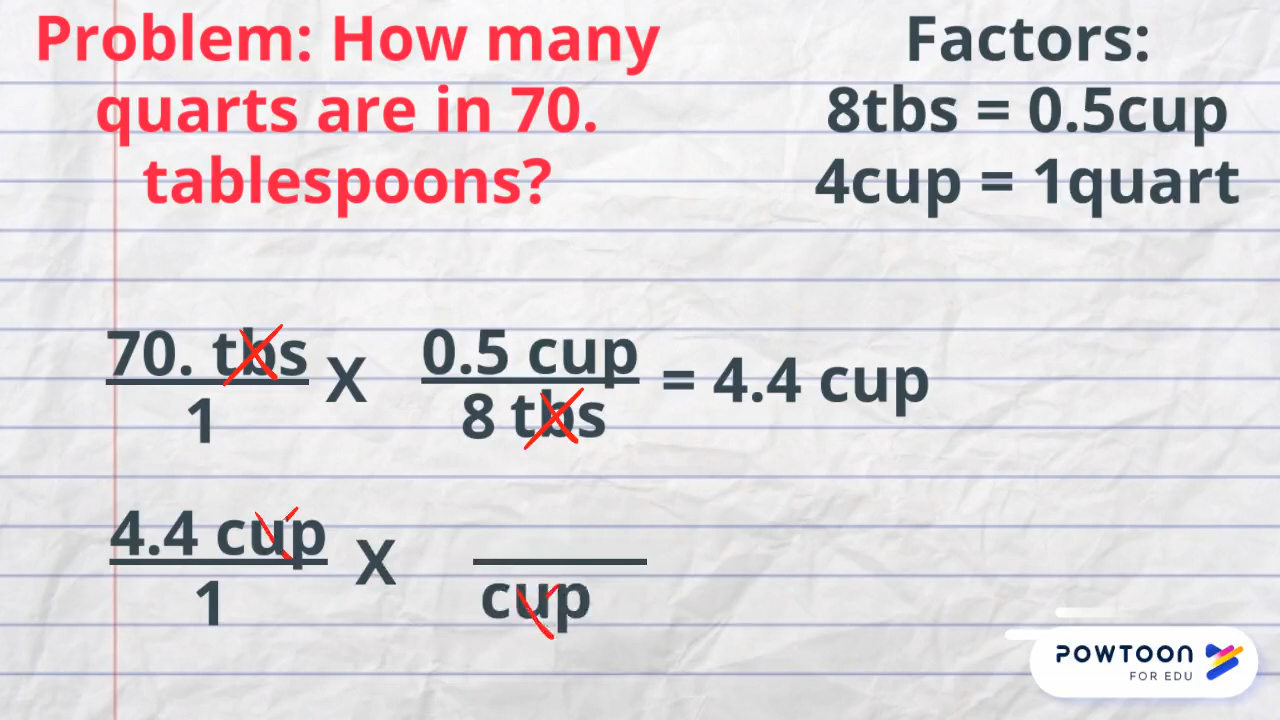 Problem: How many
quarts are in 70.
tablespoons?
Factors:
8tbs = 0.5cup
4cup = 1quart
70. tbs
1
X
0.5 cup
8 tbs
= 4.4 cup
4.4 cup
1
X
cup
POWTOON
FOR EDU